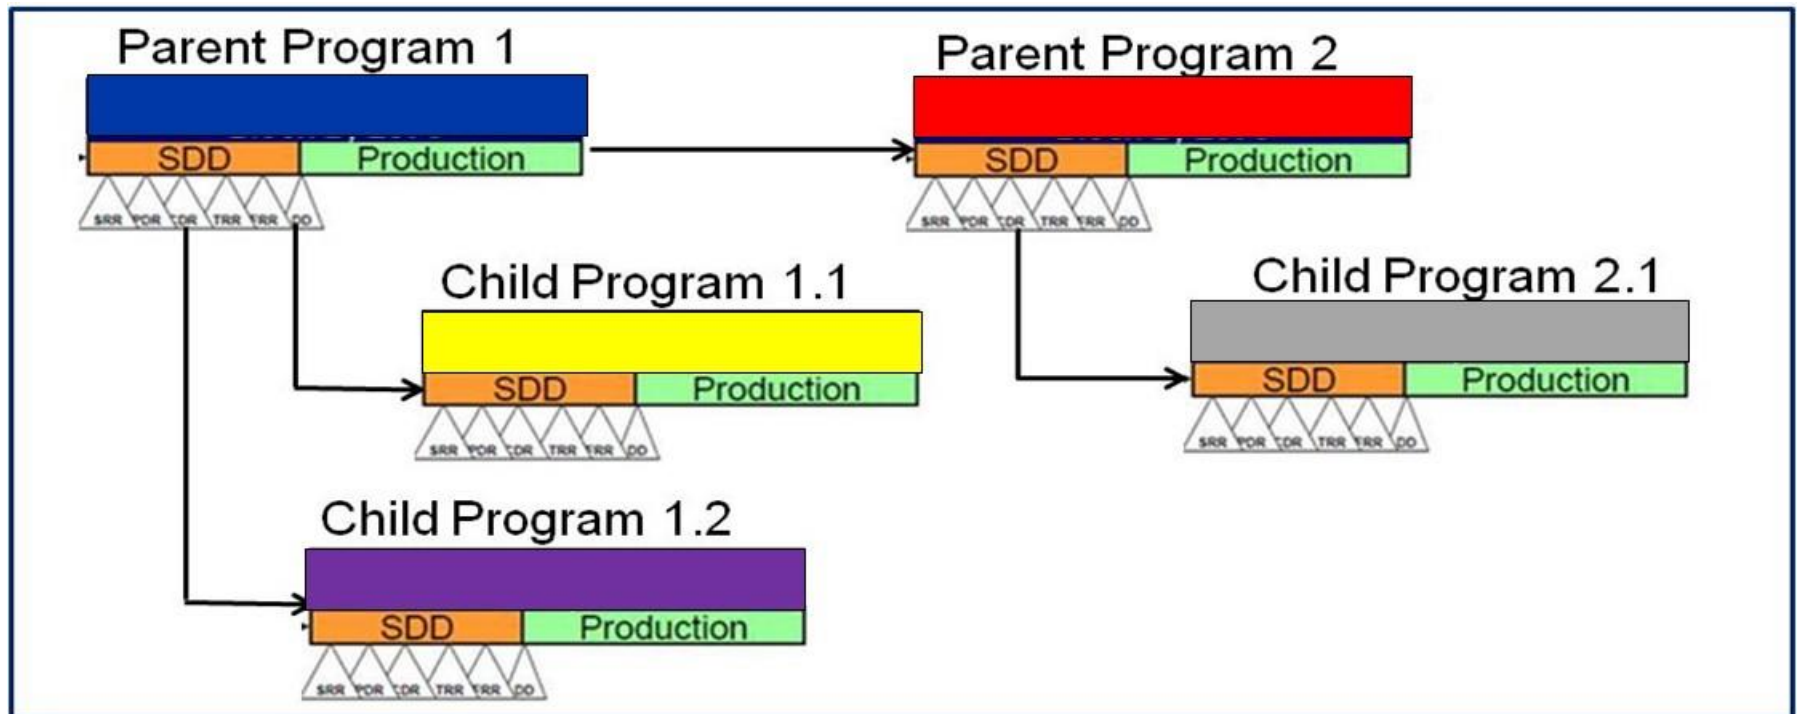 Parent Program 1
SDD Production
SRR PDR CDR TRR FRR DD
Parent Program 2
SDD Production
SRR PDR CDR TRR FRR DD
Child Program 1.1
SDD Production
SRR PDR CDR TRR FRR DD
Child Program 2.1
SDD Production
SRR PDR CDR TRR FRR DD
Child Program 1.2
SDD Production
SRR PDR CDR TRR FRR DD